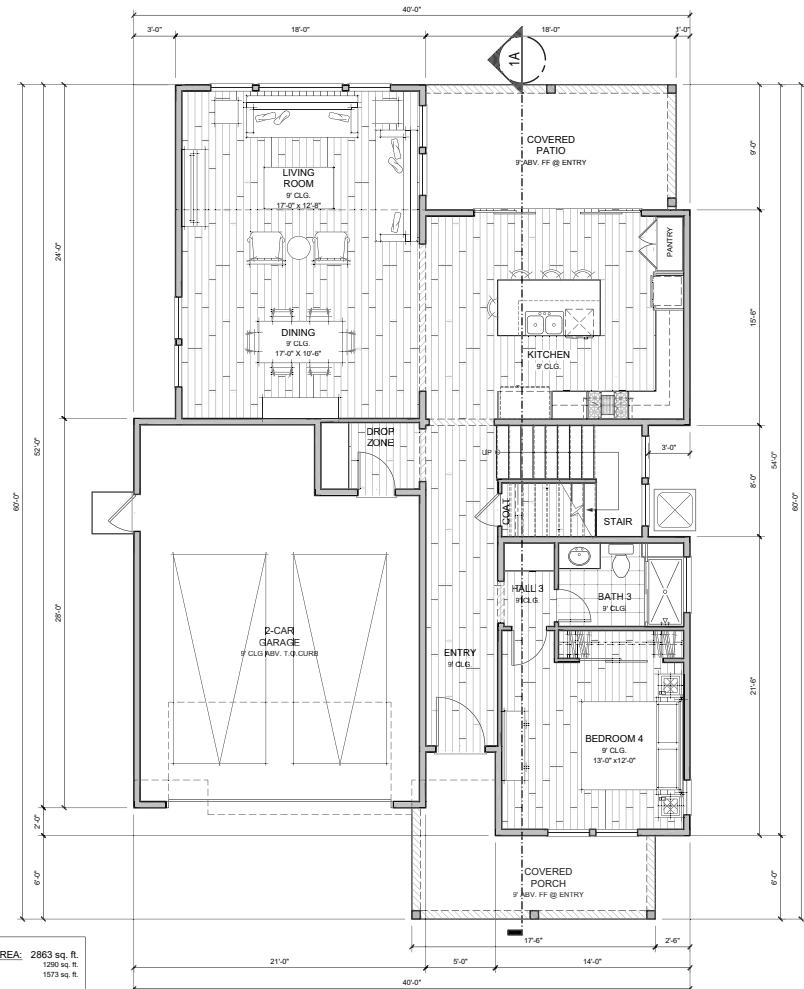 40'-0"
3'-0"
18'-0"
18'-0"
1'-0"
1A
COVERED
PATIO
9' ABV. FF @ ENTRY
9'-0"
LIVING
ROOM
9' CLG.
17'-0" x 12'-8"
PANTRY
24'-0"
15'-6"
DINING
9' CLG.
17'-0" X 10'-6"
KITCHEN
9' CLG.
DROP
ZONE
UP
3'-0"
52'-0"
60'-0"
8'-0"
54'-0"
60'-0"
COAT
STAIR
HALL 3
9' CLG.
BATH 3
9' CLG.
28'-0"
2-CAR
GARAGE
9' CLG ABV. T.O.CURB
ENTRY
9' CLG.
21'-6"
BEDROOM 4
9' CLG.
13'-0" x12'-0"
2'-0"
6'-0"
COVERED
PORCH
9' ABV. FF @ ENTRY
6'-0"
17'-6"
2'-6"
REA: 2863 sq. ft.
1290 sq. ft.
1573 sq. ft.
21'-0"
5'-0"
14'-0"
40'-0"